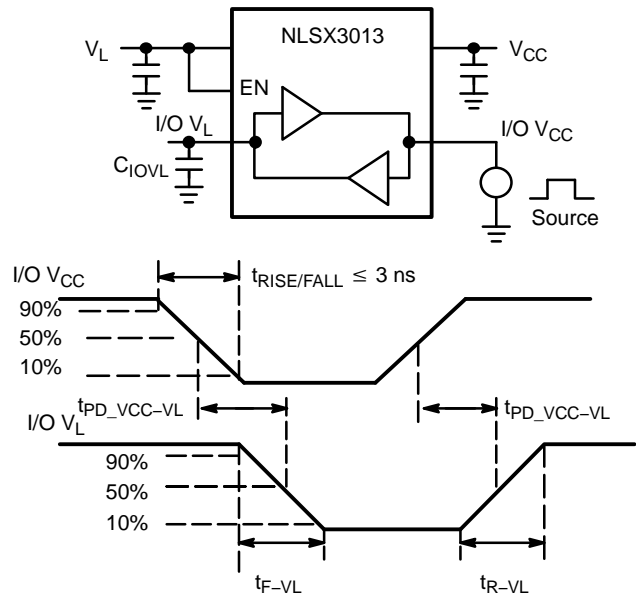 NLSX3013
V_L
V_CC
EN
I/O V_L
I/O V_CC
C_IOVL
Source
I/O V_CC
t_RISE/FALL ≤ 3 ns
90%
50%
10%
t_PD_VCC–VL
t_PD_VCC–VL
I/O V_L
90%
50%
10%
t_F–VL
t_R–VL